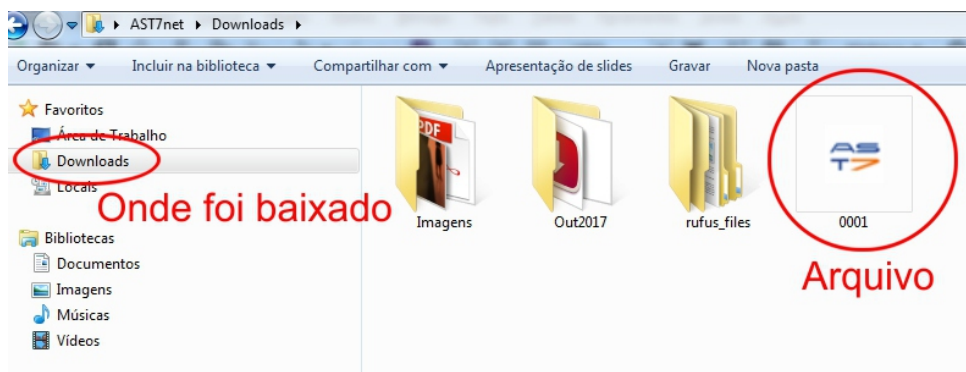 AST7net Downloads
Organizar Incluir na biblioteca Compartilhar com Apresentação de slides Gravar Nova pasta
Favoritos
Área de Trabalho
Downloads
Locais
Onde foi baixado
Bibliotecas
Documentos
Imagens
Músicas
Vídeos
PDF
Imagens
Out2017
rufus_files
AS
T7
0001
Arquivo